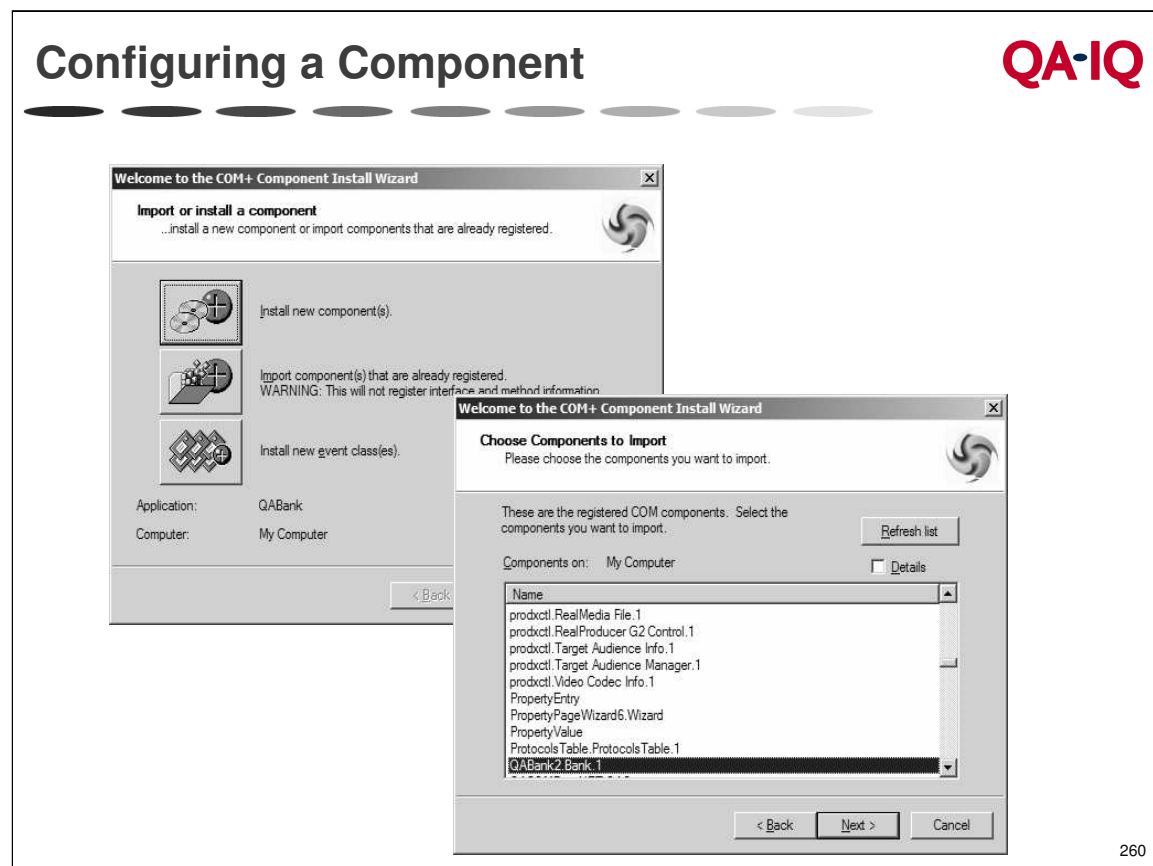 Configuring a Component
QA-IQ
Welcome to the COM+ Component Install Wizard
Import or install a component
...install a new component or import components that are already registered.
Install new component(s).
Import component(s) that are already registered.
WARNING: This will not register interface and method information.
Install new event class(es).
Application: QABank
Computer: My Computer
< Back
Welcome to the COM+ Component Install Wizard
Choose Components to Import
Please choose the components you want to import.
These are the registered COM components. Select the
components you want to import.
Refresh list
Components on: My Computer
Details
Name
prodxctl.RealMedia File.1
prodxctl.RealProducer G2 Control.1
prodxctl.Target Audience Info.1
prodxctl.Target Audience Manager.1
prodxctl.Video Codec Info.1
PropertyEntry
PropertyPageWizard6.Wizard
PropertyValue
ProtocolsTable.ProtocolsTable.1
QABank2.Bank.1
< Back
Next >
Cancel
260